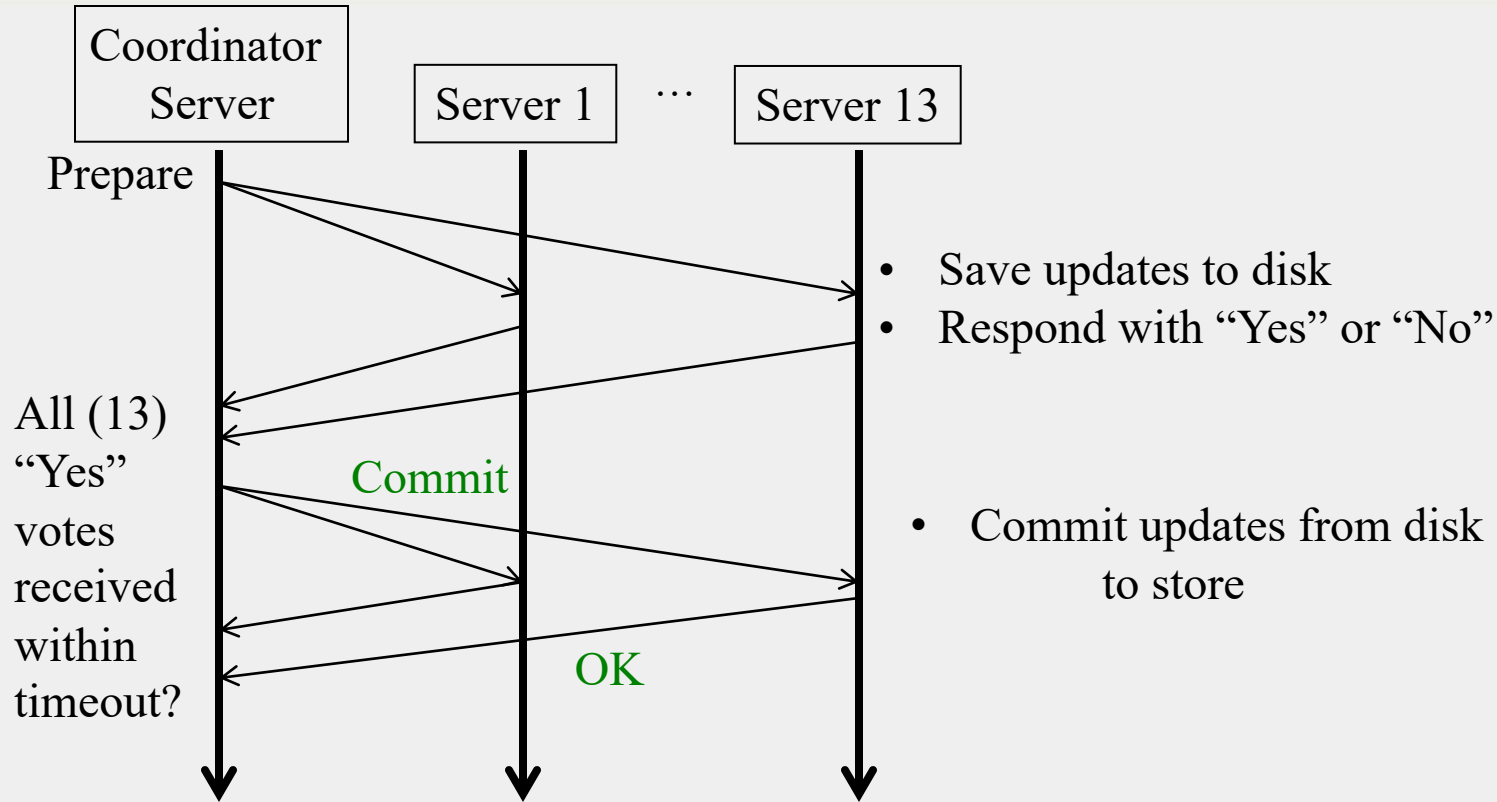 Coordinator
Server
Server 1
…
Server 13
Prepare
• Save updates to disk
• Respond with “Yes” or “No”
All (13)
“Yes”
votes
received
within
timeout?
Commit
• Commit updates from disk
to store
OK